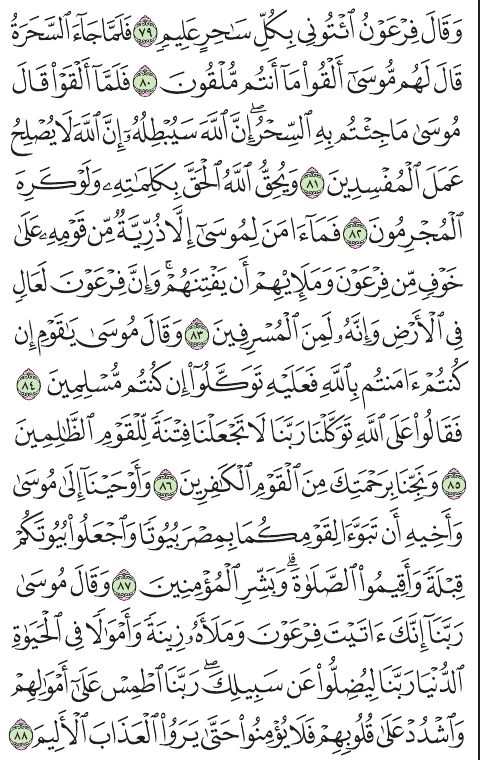 وَقَالَ فِرْعَوْنُ ٱئْتُونِي بِكُلِّ سَٰحِرٍ عَلِيمٖ ٧٩ فَلَمَّا جَآءَ ٱلسَّحَرَةُ
قَالَ لَهُم مُّوسَىٰٓ أَلْقُوا۟ مَآ أَنتُم مُّلْقُونَ ٨٠ فَلَمَّآ أَلْقَوْا۟ قَالَ
مُوسَىٰ مَا جِئْتُم بِهِ ٱلسِّحْرُۖ إِنَّ ٱللَّهَ سَيُبْطِلُهُۥٓ إِنَّ ٱللَّهَ لَا يُصْلِحُ
عَمَلَ ٱلْمُفْسِدِينَ ٨١ وَيُحِقُّ ٱللَّهُ ٱلْحَقَّ بِكَلِمَٰتِهِۦ وَلَوْ كَرِهَ
ٱلْمُجْرِمُونَ ٨٢ فَمَآ ءَامَنَ لِمُوسَىٰٓ إِلَّا ذُرِّيَّةٞ مِّن قَوْمِهِۦ عَلَىٰ
خَوْفٖ مِّن فِرْعَوْنَ وَمَلَإِي۟هِمْ أَن يَفْتِنَهُمْۚ وَإِنَّ فِرْعَوْنَ لَعَالٖ
فِي ٱلْأَرْضِ وَإِنَّهُۥ لَمِنَ ٱلْمُسْرِفِينَ ٨٣ وَقَالَ مُوسَىٰ يَٰقَوْمِ إِن
كُنتُمْ ءَامَنتُم بِٱللَّهِ فَعَلَيْهِ تَوَكَّلُوٓا۟ إِن كُنتُم مُّسْلِمِينَ ٨٤
فَقَالُوا۟ عَلَى ٱللَّهِ تَوَكَّلْنَا رَبَّنَا لَا تَجْعَلْنَا فِتْنَةٗ لِّلْقَوْمِ ٱلظَّٰلِمِينَ
٨٥ وَنَجِّنَا بِرَحْمَتِكَ مِنَ ٱلْقَوْمِ ٱلْكَٰفِرِينَ ٨٦ وَأَوْحَيْنَآ إِلَىٰ مُوسَىٰ
وَأَخِيهِ أَن تَبَوَّءَا لِقَوْمِكُمَا بِمِصْرَ بُيُوتٗا وَٱجْعَلُوا۟ بُيُوتَكُمْ
قِبْلَةٗ وَأَقِيمُوا۟ ٱلصَّلَوٰةَۗ وَبَشِّرِ ٱلْمُؤْمِنِينَ ٨٧ وَقَالَ مُوسَىٰ
رَبَّنَآ إِنَّكَ ءَاتَيْتَ فِرْعَوْنَ وَمَلَأَهُۥ زِينَةٗ وَأَمْوَٰلٗا فِي ٱلْحَيَوٰةِ
ٱلدُّنْيَا رَبَّنَا لِيُضِلُّوا۟ عَن سَبِيلِكَۖ رَبَّنَا ٱطْمِسْ عَلَىٰٓ أَمْوَٰلِهِمْ
وَٱشْدُدْ عَلَىٰ قُلُوبِهِمْ فَلَا يُؤْمِنُوا۟ حَتَّىٰ يَرَوُا۟ ٱلْعَذَابَ ٱلْأَلِيمَ ٨٨